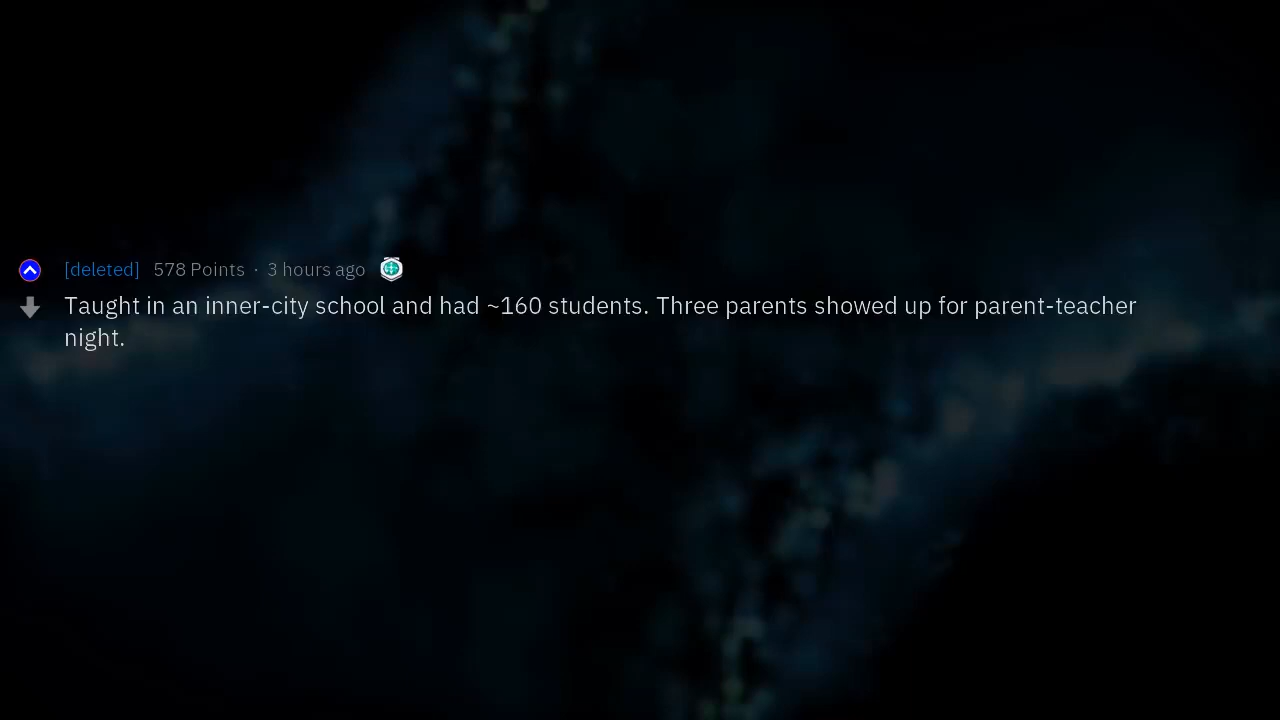 [deleted] 578 Points · 3 hours ago
Taught in an inner-city school and had ~160 students. Three parents showed up for parent-teacher
night.